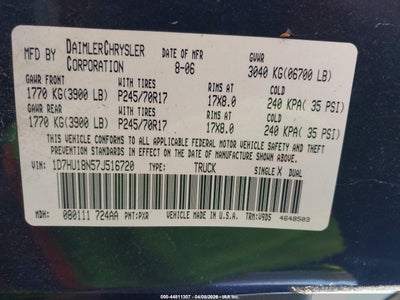 MFD BY DAIMLERCHRYSLER CORPORATION DATE OF MFR 8-06 GVWR 3040 KG(06700 LB)
GAWR FRONT WITH TIRES RIMS AT COLD
1770 KG(3900 LB) P245/70R17 17X8.0 240 KPA( 35 PSI)
GAWR REAR WITH TIRES RIMS AT COLD
1770 KG(3900 LB) P245/70R17 17X8.0 240 KPA( 35 PSI)
THIS VEHICLE CONFORMS TO ALL APPLICABLE FEDERAL MOTOR VEHICLE SAFETY AND THEFT
PREVENTION STANDARDS IN EFFECT ON THE DATE OF MANUFACTURE SHOWN ABOVE.
VIN: 1D7HU18N57J516720 TYPE: TRUCK SINGLE X DUAL
MDH: 080111 724AA PNT: PXR VEHICLE MADE IN U.S.A. TRM: V9D5 4648503
000-44811307 - 04/09/2026 - IAA Inc.